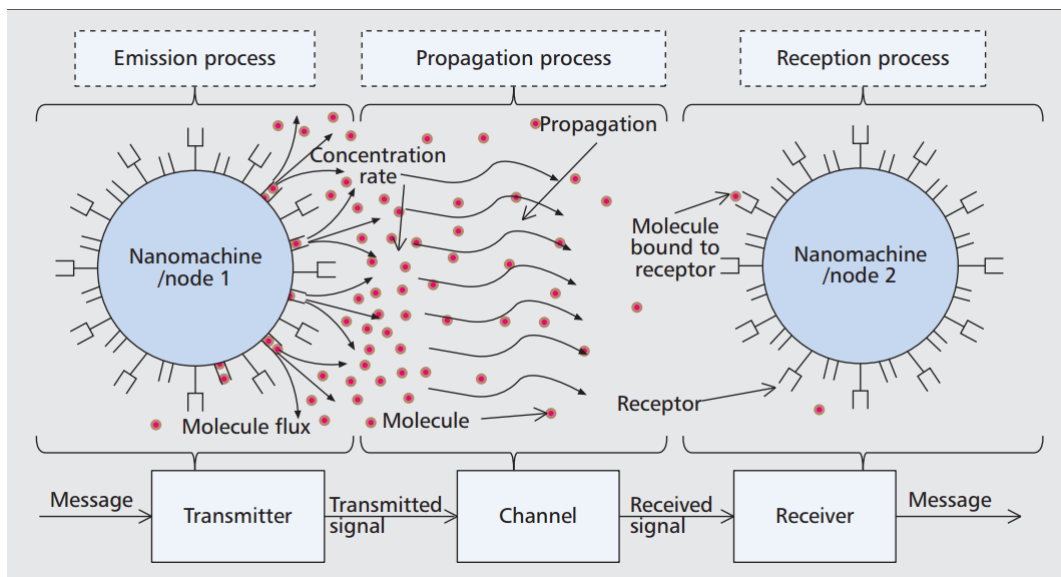 Emission process
Propagation process
Reception process
Propagation
Concentration
rate
Nanomachine
/node 1
Molecule
bound to
receptor
Nanomachine
/node 2
Molecule flux
Molecule
Receptor
Message
Transmitter
Transmitted
signal
Channel
Received
signal
Receiver
Message